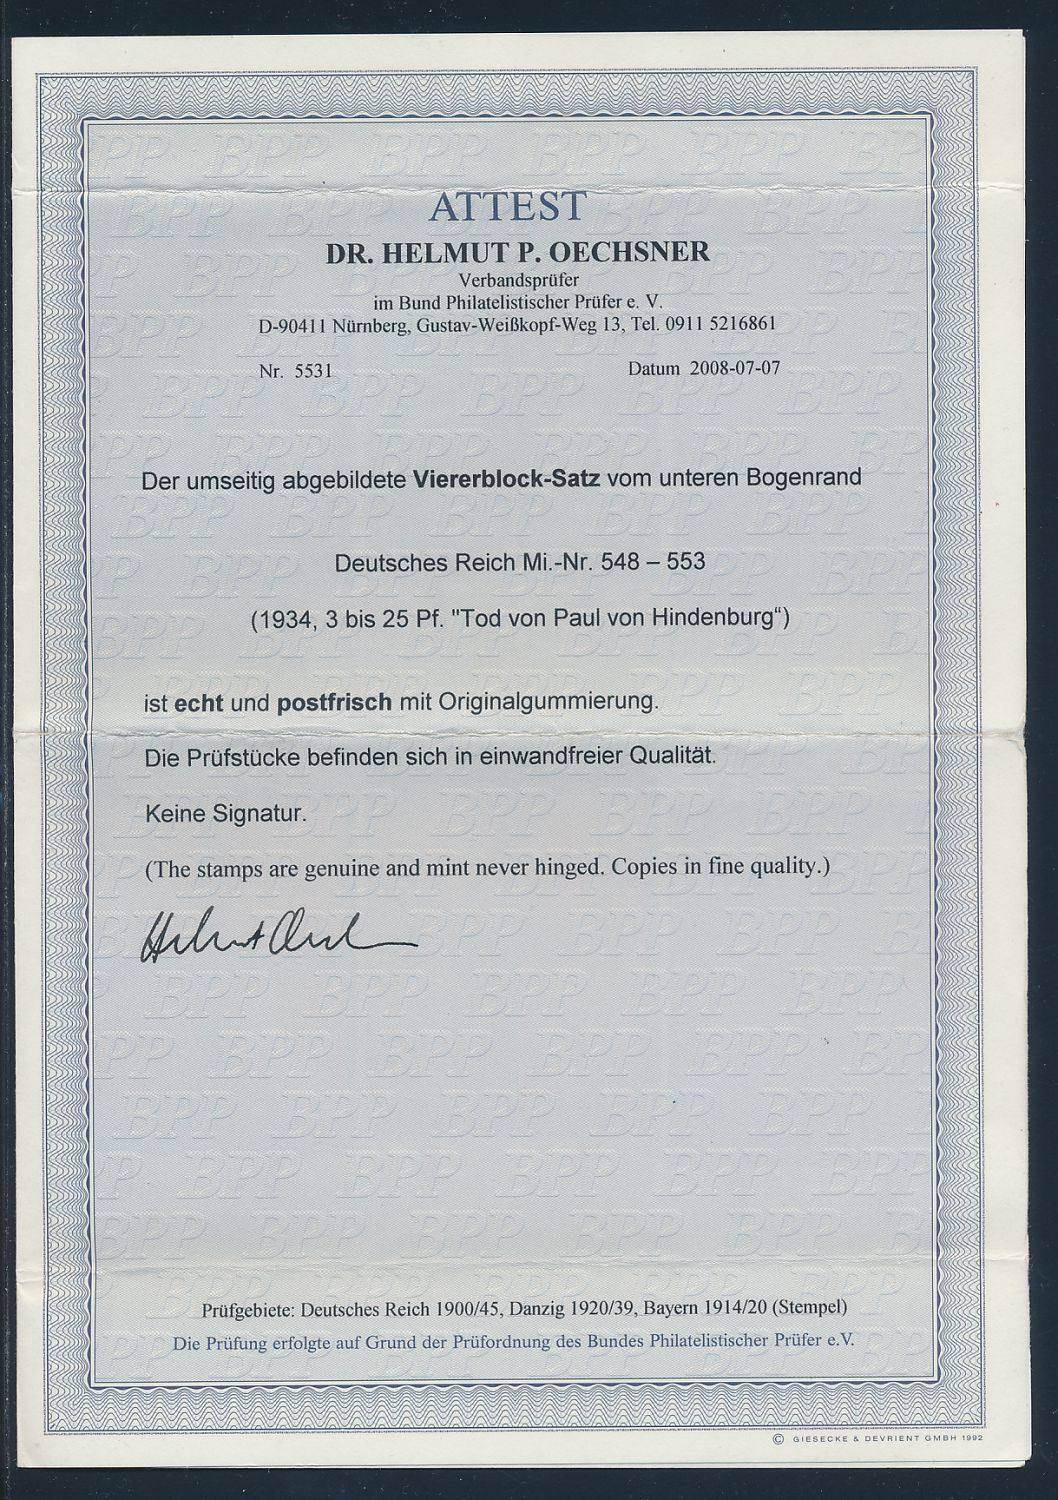 ATTEST
DR. HELMUT P. OECHSNER
Verbandsprüfer
im Bund Philatelistischer Prüfer e. V.
D-90411 Nürnberg, Gustav-Weißkopf-Weg 13, Tel. 0911 5216861
Nr. 5531 Datum 2008-07-07
Der umseitig abgebildete Viererblock-Satz vom unteren Bogenrand
Deutsches Reich Mi.-Nr. 548 – 553
(1934, 3 bis 25 Pf. "Tod von Paul von Hindenburg“)
ist echt und postfrisch mit Originalgummierung.
Die Prüfstücke befinden sich in einwandfreier Qualität.
Keine Signatur.
(The stamps are genuine and mint never hinged. Copies in fine quality.)
Prüfgebiete: Deutsches Reich 1900/45, Danzig 1920/39, Bayern 1914/20 (Stempel)
Die Prüfung erfolgte auf Grund der Prüfordnung des Bundes Philatelistischer Prüfer e.V.
© GIESECKE & DEVRIENT GMBH 1992